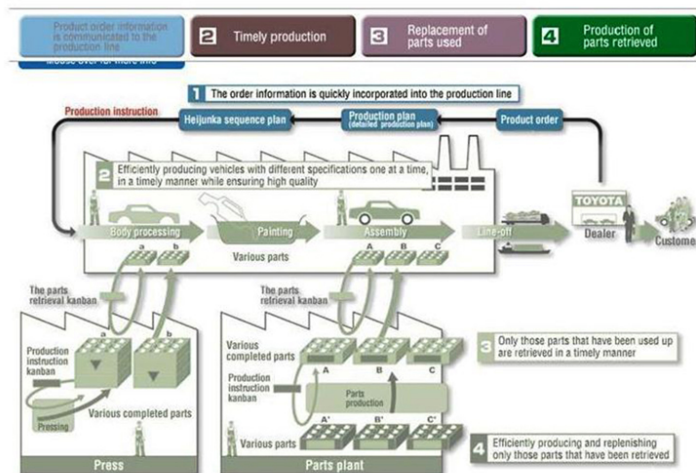 Product order information
is communicated to the
production line
2 Timely production
3 Replacement of
parts used
4 Production of
parts retrieved
Mouse over for more info
1 The order information is quickly incorporated into the production line
Production instruction
Heijunka sequence plan
Production plan
(detailed production plan)
Product order
2 Efficiently producing vehicles with different specifications one at a time,
in a timely manner while ensuring high quality
TOYOTA
Body processing
Painting
Assembly
Line-off
Dealer
Customer
a b
Various parts
A B C
The parts
retrieval kanban
The parts
retrieval kanban
a
b
Production
instruction
kanban
Pressing
Various completed parts
Press
Various
completed parts
A B C
Production
instruction
kanban
Parts
production
A' B' C'
Various parts
Parts plant
3 Only those parts that have been used up
are retrieved in a timely manner
4 Efficiently producing and replenishing
only those parts that have been retrieved